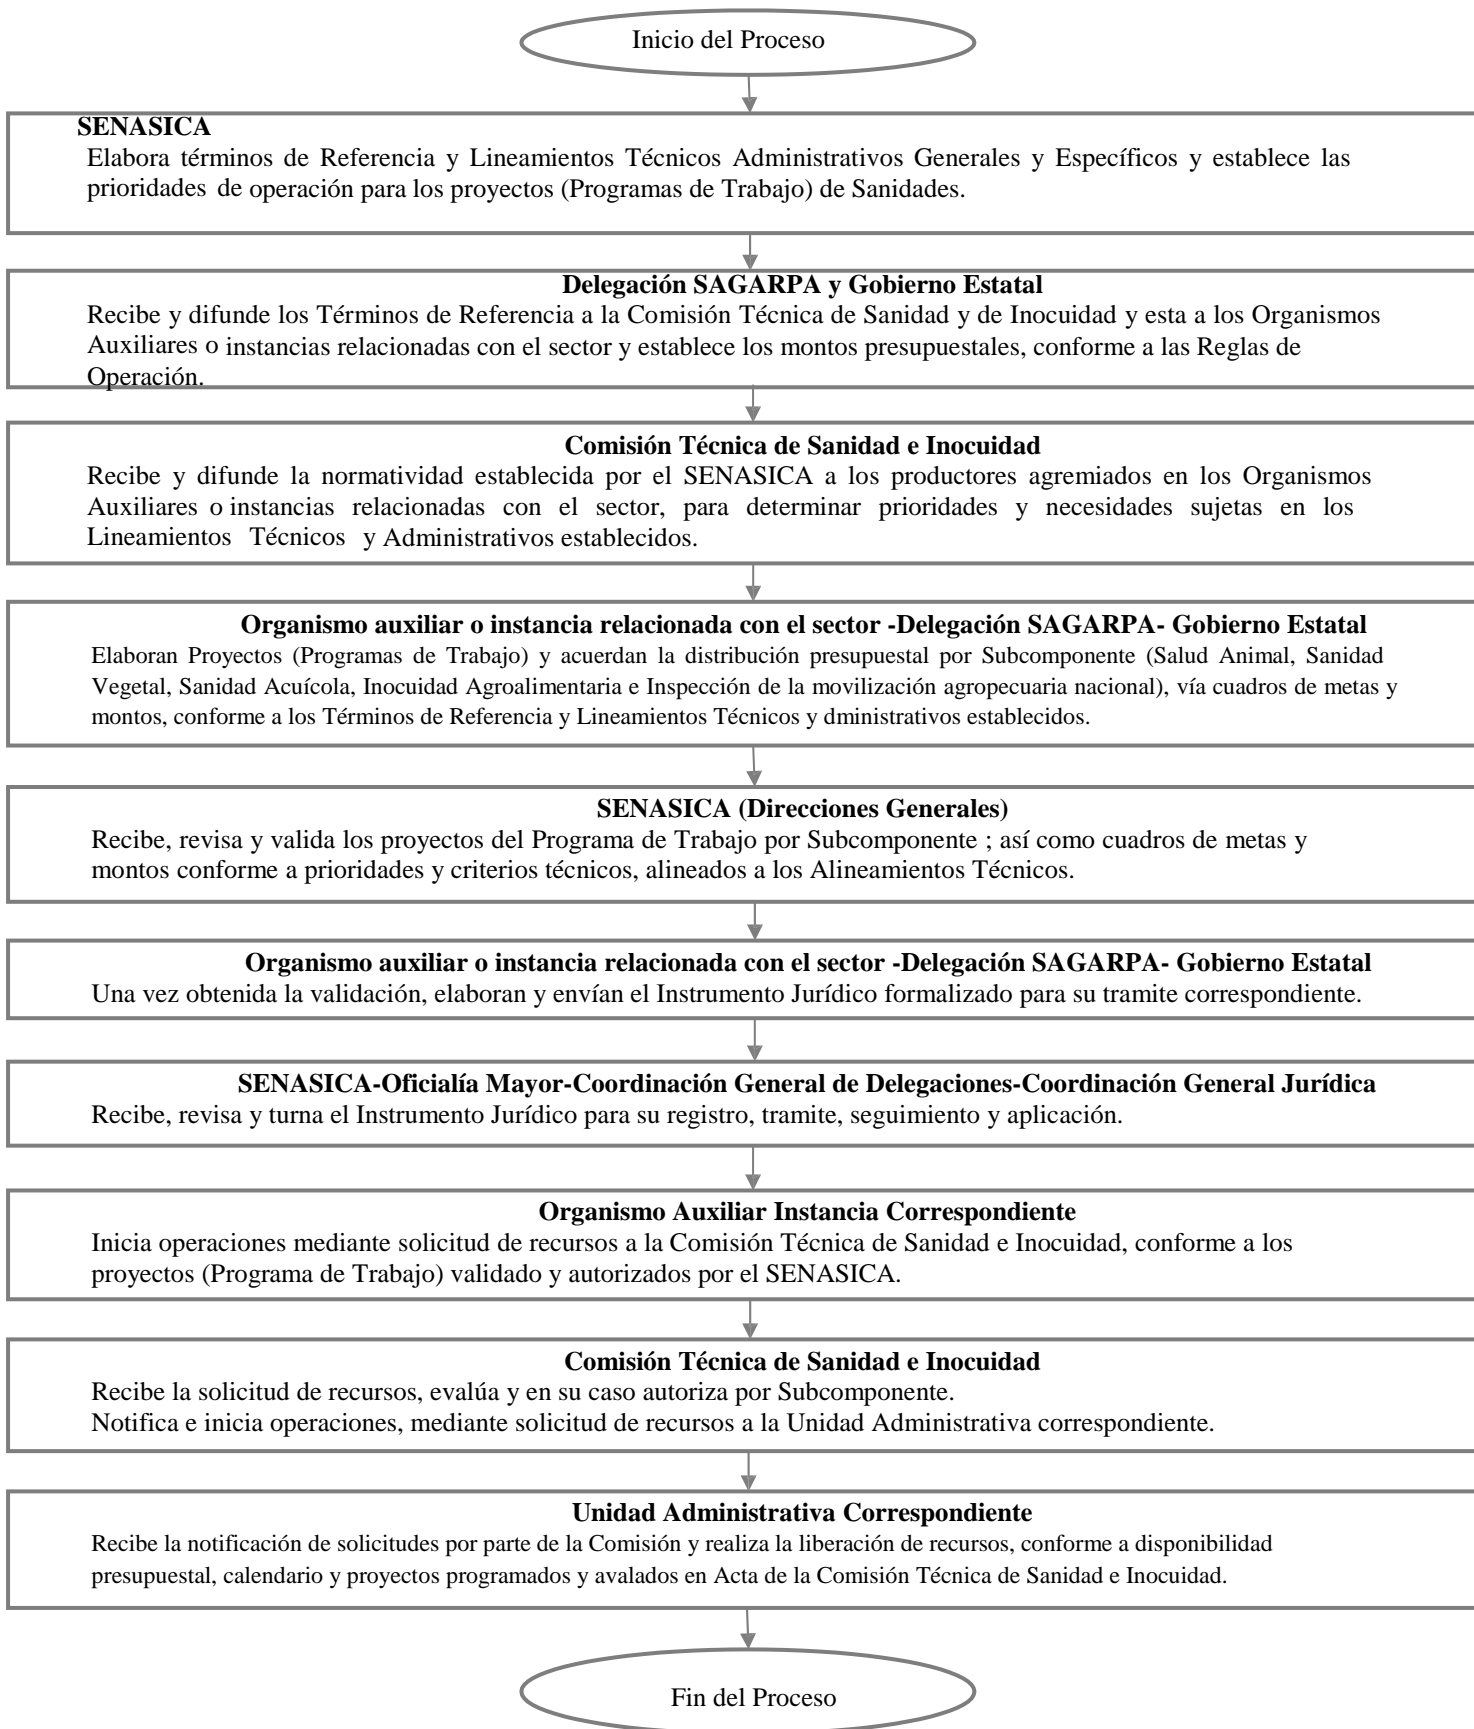 Inicio del Proceso
SENASICA
Elabora términos de Referencia y Lineamientos Técnicos Administrativos Generales y Específicos y establece las
prioridades de operación para los proyectos (Programas de Trabajo) de Sanidades.
Delegación SAGARPA y Gobierno Estatal
Recibe y difunde los Términos de Referencia a la Comisión Técnica de Sanidad y de Inocuidad y esta a los Organismos
Auxiliares o instancias relacionadas con el sector y establece los montos presupuestales, conforme a las Reglas de
Operación.
Comisión Técnica de Sanidad e Inocuidad
Recibe y difunde la normatividad establecida por el SENASICA a los productores agremiados en los Organismos
Auxiliares o instancias relacionadas con el sector, para determinar prioridades y necesidades sujetas en los
Lineamientos Técnicos y Administrativos establecidos.
Organismo auxiliar o instancia relacionada con el sector -Delegación SAGARPA- Gobierno Estatal
Elaboran Proyectos (Programas de Trabajo) y acuerdan la distribución presupuestal por Subcomponente (Salud Animal, Sanidad
Vegetal, Sanidad Acuícola, Inocuidad Agroalimentaria e Inspección de la movilización agropecuaria nacional), vía cuadros de metas y
montos, conforme a los Términos de Referencia y Lineamientos Técnicos y dministrativos establecidos.
SENASICA (Direcciones Generales)
Recibe, revisa y valida los proyectos del Programa de Trabajo por Subcomponente ; así como cuadros de metas y
montos conforme a prioridades y criterios técnicos, alineados a los Alineamientos Técnicos.
Organismo auxiliar o instancia relacionada con el sector -Delegación SAGARPA- Gobierno Estatal
Una vez obtenida la validación, elaboran y envían el Instrumento Jurídico formalizado para su tramite correspondiente.
SENASICA-Oficialía Mayor-Coordinación General de Delegaciones-Coordinación General Jurídica
Recibe, revisa y turna el Instrumento Jurídico para su registro, tramite, seguimiento y aplicación.
Organismo Auxiliar Instancia Correspondiente
Inicia operaciones mediante solicitud de recursos a la Comisión Técnica de Sanidad e Inocuidad, conforme a los
proyectos (Programa de Trabajo) validado y autorizados por el SENASICA.
Comisión Técnica de Sanidad e Inocuidad
Recibe la solicitud de recursos, evalúa y en su caso autoriza por Subcomponente.
Notifica e inicia operaciones, mediante solicitud de recursos a la Unidad Administrativa correspondiente.
Unidad Administrativa Correspondiente
Recibe la notificación de solicitudes por parte de la Comisión y realiza la liberación de recursos, conforme a disponibilidad
presupuestal, calendario y proyectos programados y avalados en Acta de la Comisión Técnica de Sanidad e Inocuidad.
Fin del Proceso